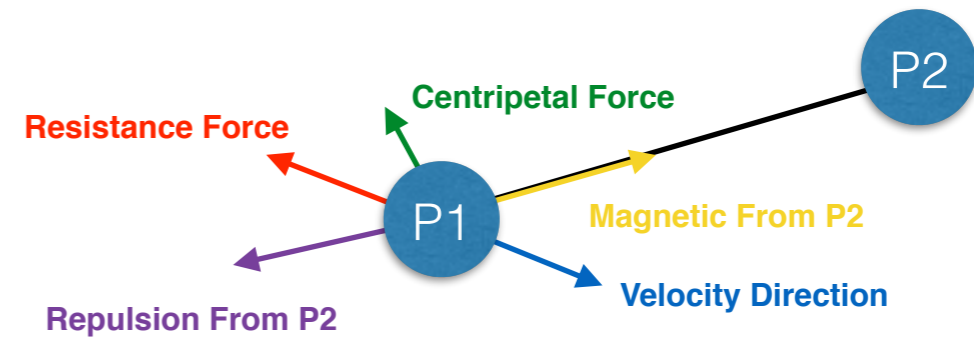 P2
Centripetal Force
Resistance Force
P1
Magnetic From P2
Velocity Direction
Repulsion From P2